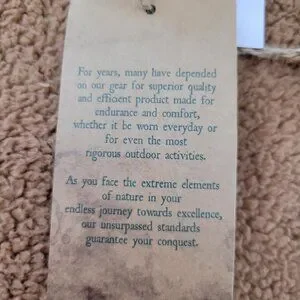 For years, many have depended
on our gear for superior quality
and efficient product made for
endurance and comfort,
whether it be worn everyday or
for even the most
rigorous outdoor activities.
As you face the extreme elements
of nature in your
endless journey towards excellence,
our unsurpassed standards
guarantee your conquest.